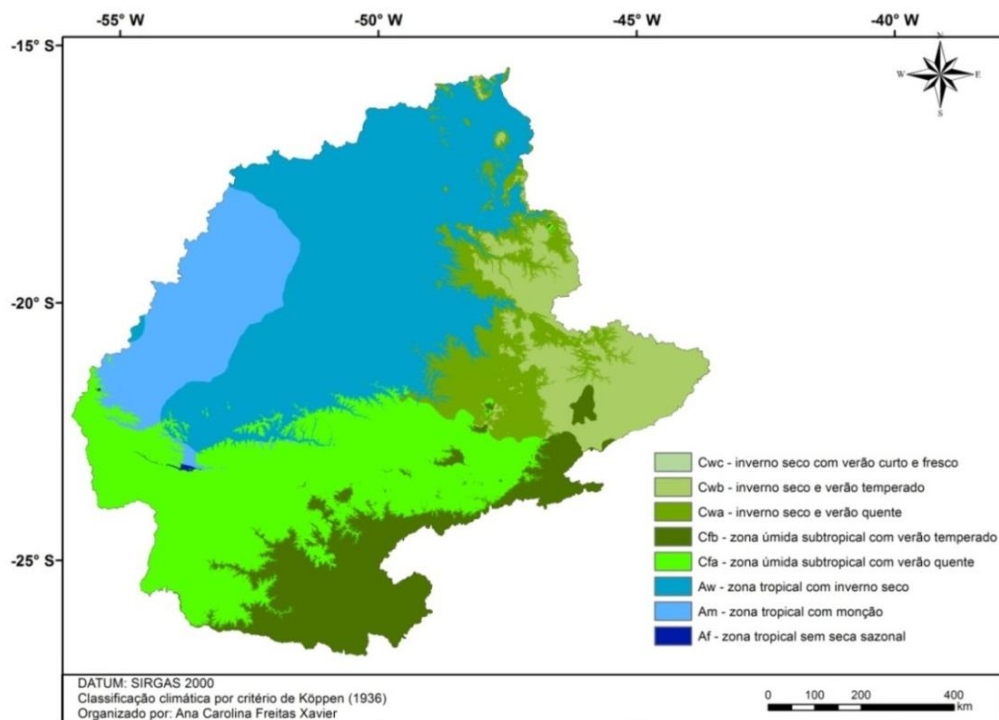 -55° W
-50° W
-45° W
-40° W
-15° S
-20° S
-25° S
N
W
E
S
Cwc - inverno seco com verão curto e fresco
Cwb - inverno seco e verão temperado
Cwa - inverno seco e verão quente
Cfb - zona úmida subtropical com verão temperado
Cfa - zona úmida subtropical com verão quente
Aw - zona tropical com inverno seco
Am - zona tropical com monção
Af - zona tropical sem seca sazonal
DATUM: SIRGAS 2000
Classificação climática por critério de Köppen (1936)
Organizado por: Ana Carolina Freitas Xavier
0 100 200 400
km